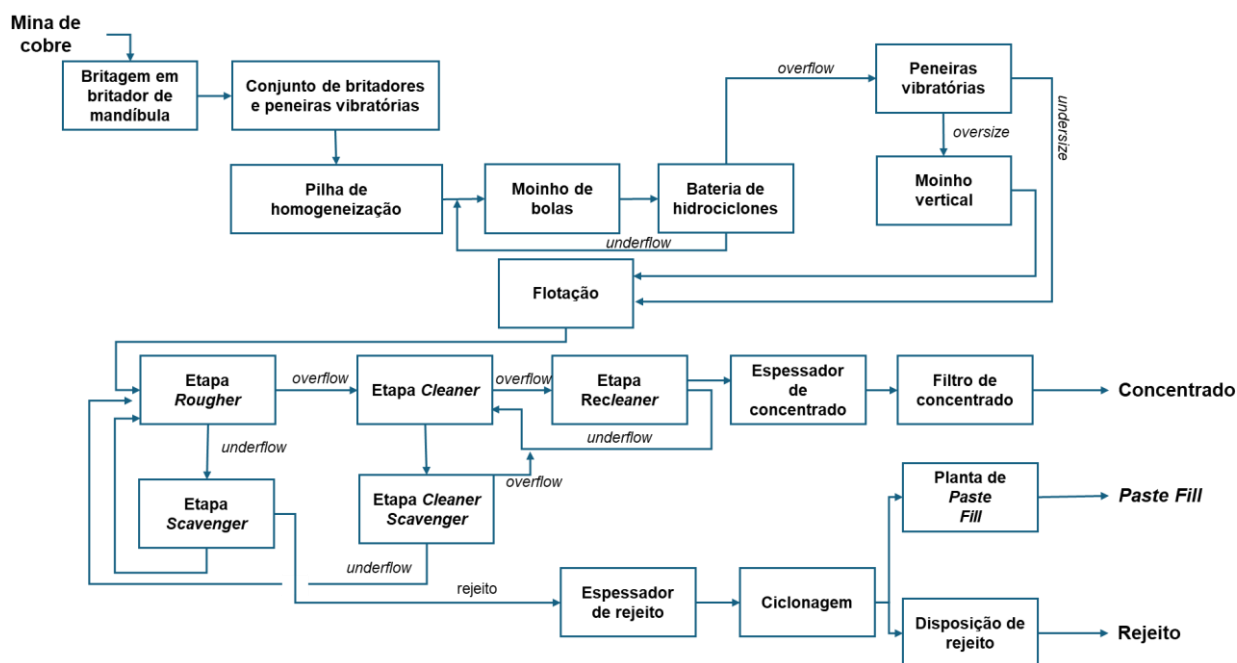 Mina de
cobre
Britagem em
britador de
mandíbula
Conjunto de britadores
e peneiras vibratórias
overflow
Peneiras
vibratórias
undersize
oversize
Pilha de
homogeneização
Moinho de
bolas
Bateria de
hidrociclones
Moinho
vertical
underflow
Flotação
Etapa
Rougher
overflow
Etapa Cleaner
overflow
Etapa
Recleaner
Espessador
de
concentrado
Filtro de
concentrado
Concentrado
underflow
underflow
Etapa
Scavenger
Etapa Cleaner
Scavenger
overflow
Planta de
Paste
Fill
Paste Fill
underflow
rejeito
Espessador
de rejeito
Ciclonagem
Disposição de
rejeito
Rejeito